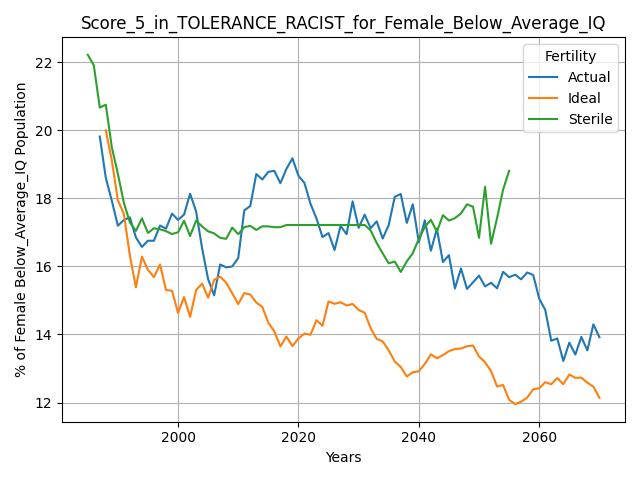 Score_5_in_TOLERANCE_RACIST_for_Female_Below_Average_IQ
% of Female Below_Average_IQ Population
22
20
18
16
14
12
Fertility
Actual
Ideal
Sterile
2000
2020
2040
2060
Years